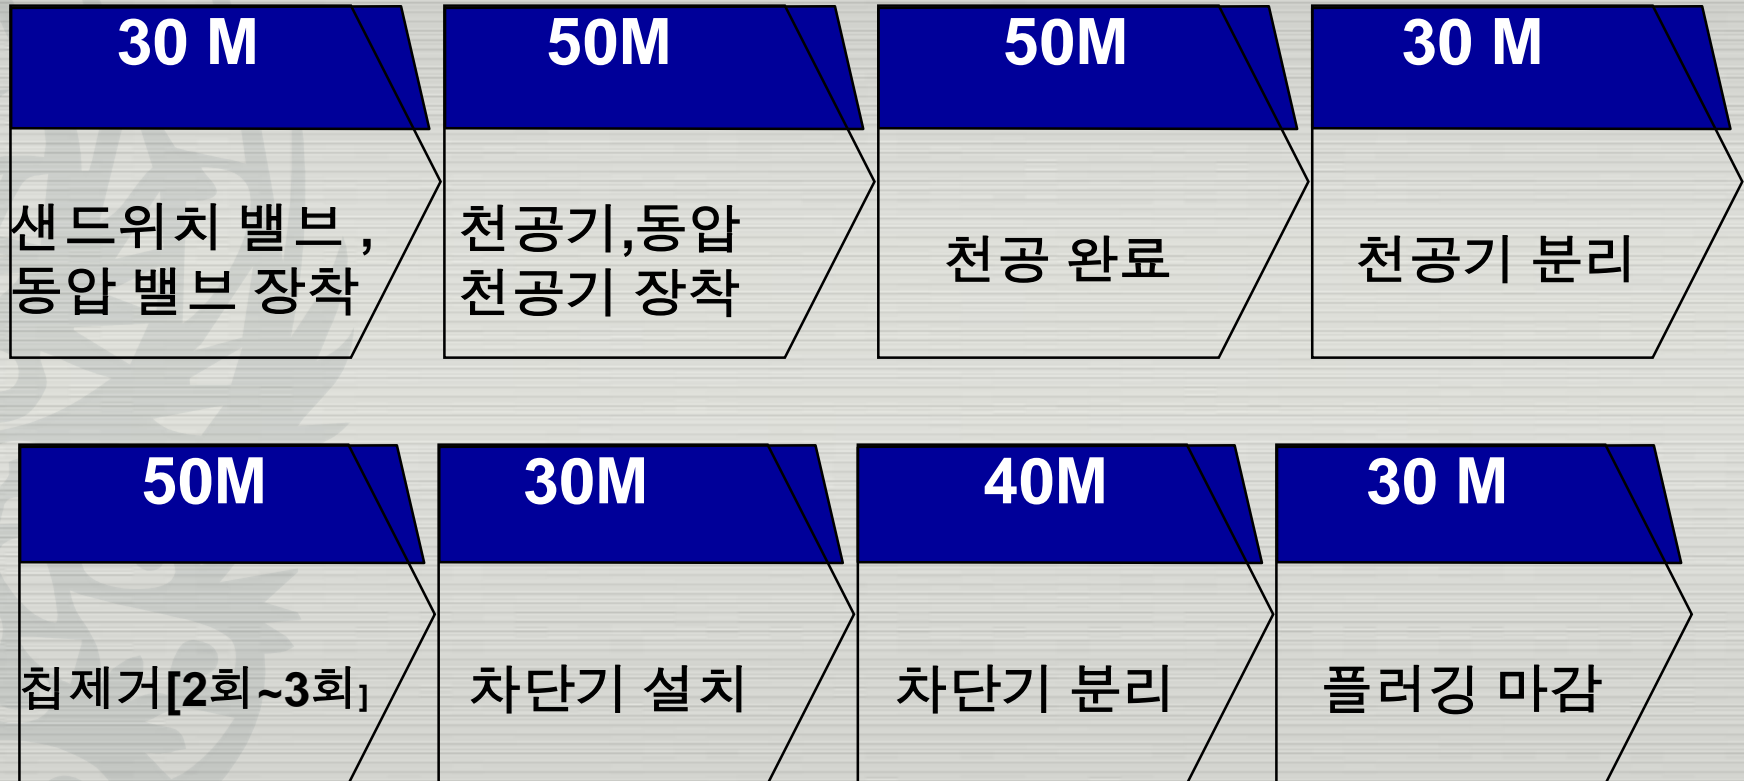 30 M
50M
50M
30 M
샌드위치 밸브 ,
동압 밸브 장착
천공기,동압
천공기 장착
천공 완료
천공기 분리
50M
30M
40M
30 M
칩제거[2회~3회]
차단기 설치
차단기 분리
플러깅 마감